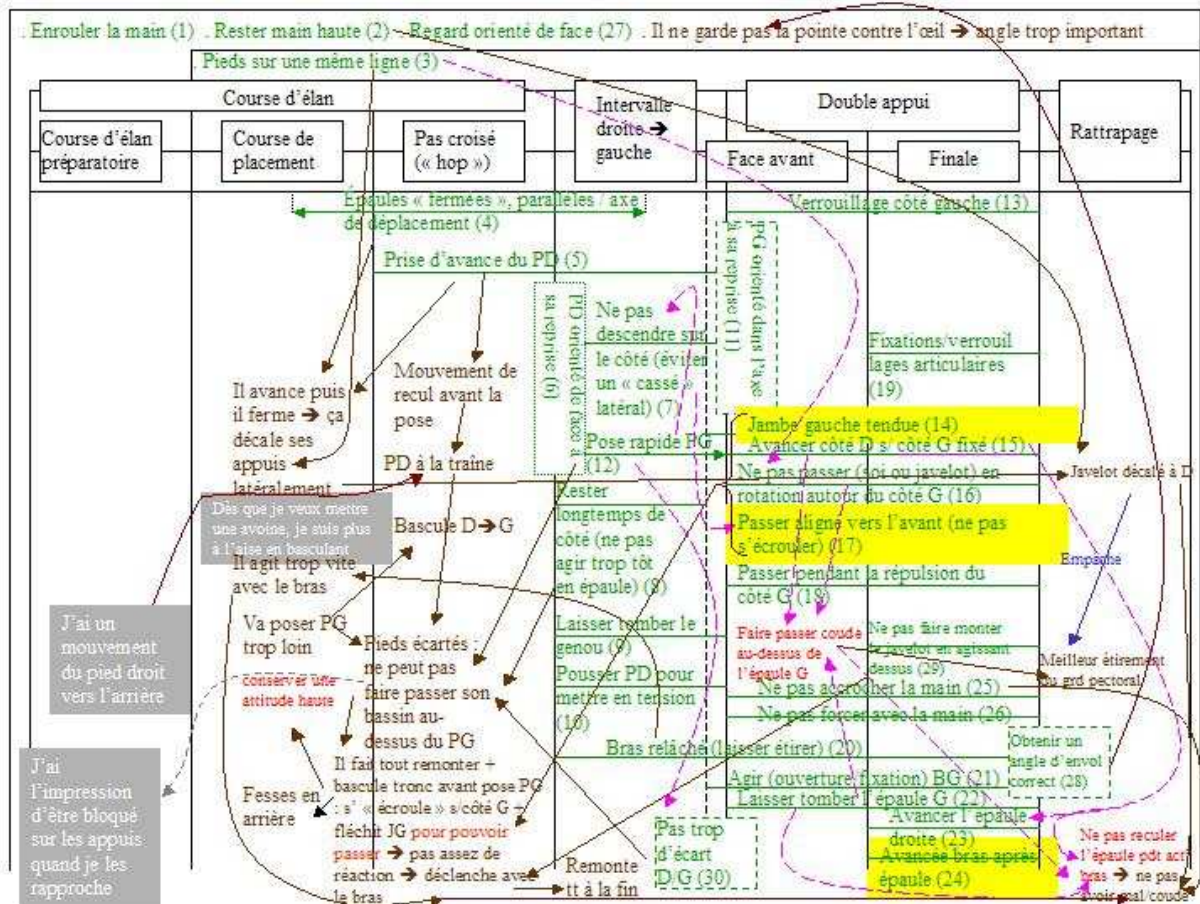 . Enrouler la main (1) . Rester main haute (2) . Regard orienté de face (27) . Il ne garde pas la pointe contre l'œil ➔ angle trop important
. Pieds sur une même ligne (3)
Course d'élan
Intervalle
droite ➔
gauche
Double appui
Rattrapage
Course d'élan
préparatoire
Course de
placement
Pas croisé
(« hop »)
Face avant
Finale
Épaules « fermées », parallèles / axe
de déplacement (4)
Verrouillage côté gauche (13)
Prise d'avance du PD (5)
PD orienté de face à
sa reprise (6)
PG orienté dans l'axe
à sa reprise (11)
Ne pas
descendre sur
le côté (éviter
un « cassé »
latéral) (7)
Fixations/verrouil
lages articulaires
(19)
Il avance puis
il ferme ➔ ça
décale ses
appuis
latéralement
Mouvement de
recul avant la
pose
PD à la traîne
Pose rapide PG
(12)
Jambe gauche tendue (14)
Avancer côté D s/ côté G fixé (15)
Ne pas passer (soi ou javelot) en
rotation autour du côté G (16)
Javelot décalé à D
Dès que je veux mettre
une avoine, je suis plus
à l'aise en basculant
Bascule D➔G
Rester
longtemps de
côté (ne pas
agir trop tôt
en épaule) (8)
Passer aligné vers l'avant (ne pas
s'écrouler) (17)
Empaché
Il agit trop vite
avec le bras
Passer pendant la répulsion du
côté G (18)
J'ai un
mouvement
du pied droit
vers l'arrière
Va poser PG
trop loin
Pieds écartés :
ne peut pas
faire passer son
bassin au-
dessus du PG
Laisser tomber le
genou (9)
Faire passer coude
au-dessus de
l'épaule G
Ne pas faire monter
le javelot en agissant
dessus (29)
Meilleur étirement
du grd pectoral
conserver une
attitude haute
Pousser PD pour
mettre en tension
(10)
Ne pas accrocher la main (25)
Ne pas forcer avec la main (26)
Bras relâché (laisser étirer) (20)
Obtenir un
angle d'envol
correct (28)
J'ai
l'impression
d'être bloqué
sur les appuis
quand je les
rapproche
Fesses en
arrière
Il fait tout remonter +
bascule tronc avant pose PG
: s' « écroule » s/côté G +
fléchit JG pour pouvoir
passer ➔ pas assez de
réaction ➔ déclenche avec
le bras
Agir (ouverture fixation) BG (21)
Laisser tomber l'épaule G (22)
Avancer l'épaule
droite (23)
Remonte
tt à la fin
Pas trop
d'écart
D/G (30)
Avancée bras après
épaule (24)
Ne pas reculer
l'épaule pdt act
bras ➔ ne pas
avoir mal/coude